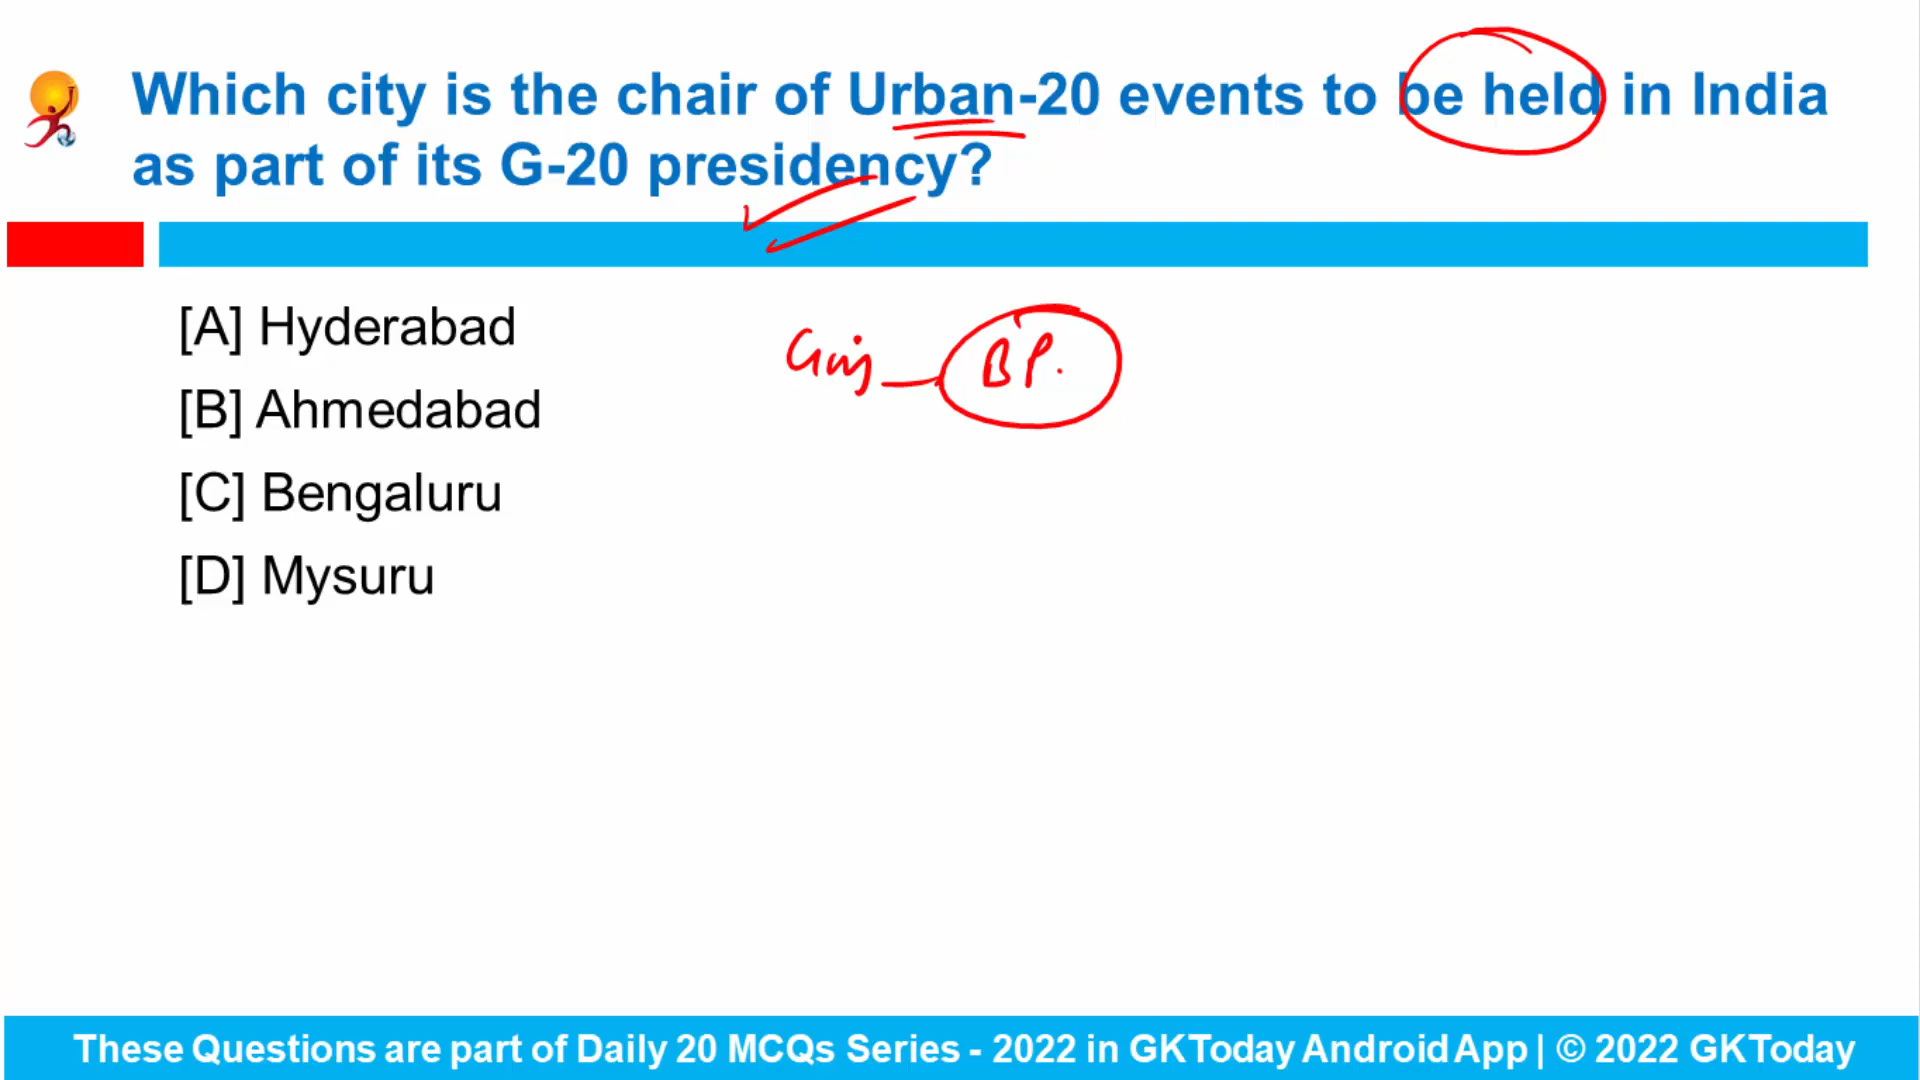 Which city is the chair of Urban-20 events to be held in India
as part of its G-20 presidency?
[A] Hyderabad
Guj BP.
[B] Ahmedabad
[C] Bengaluru
[D] Mysuru
These Questions are part of Daily 20 MCQs Series - 2022 in GKToday Android App | © 2022 GKToday